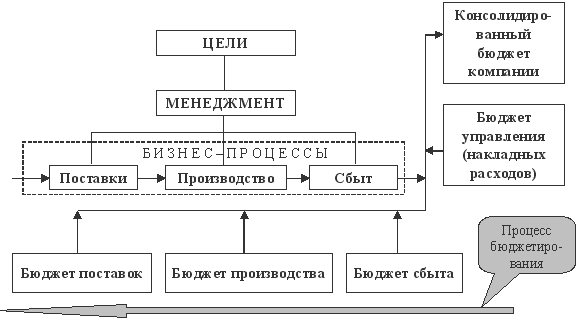 ЦЕЛИ
МЕНЕДЖМЕНТ
БИЗНЕС–ПРОЦЕССЫ
Поставки
Производство
Сбыт
Консолидиро-
ванный
бюджет
компании
Бюджет
управления
(накладных
расходов)
Процесс
бюджетиро-
вания
Бюджет поставок
Бюджет производства
Бюджет сбыта